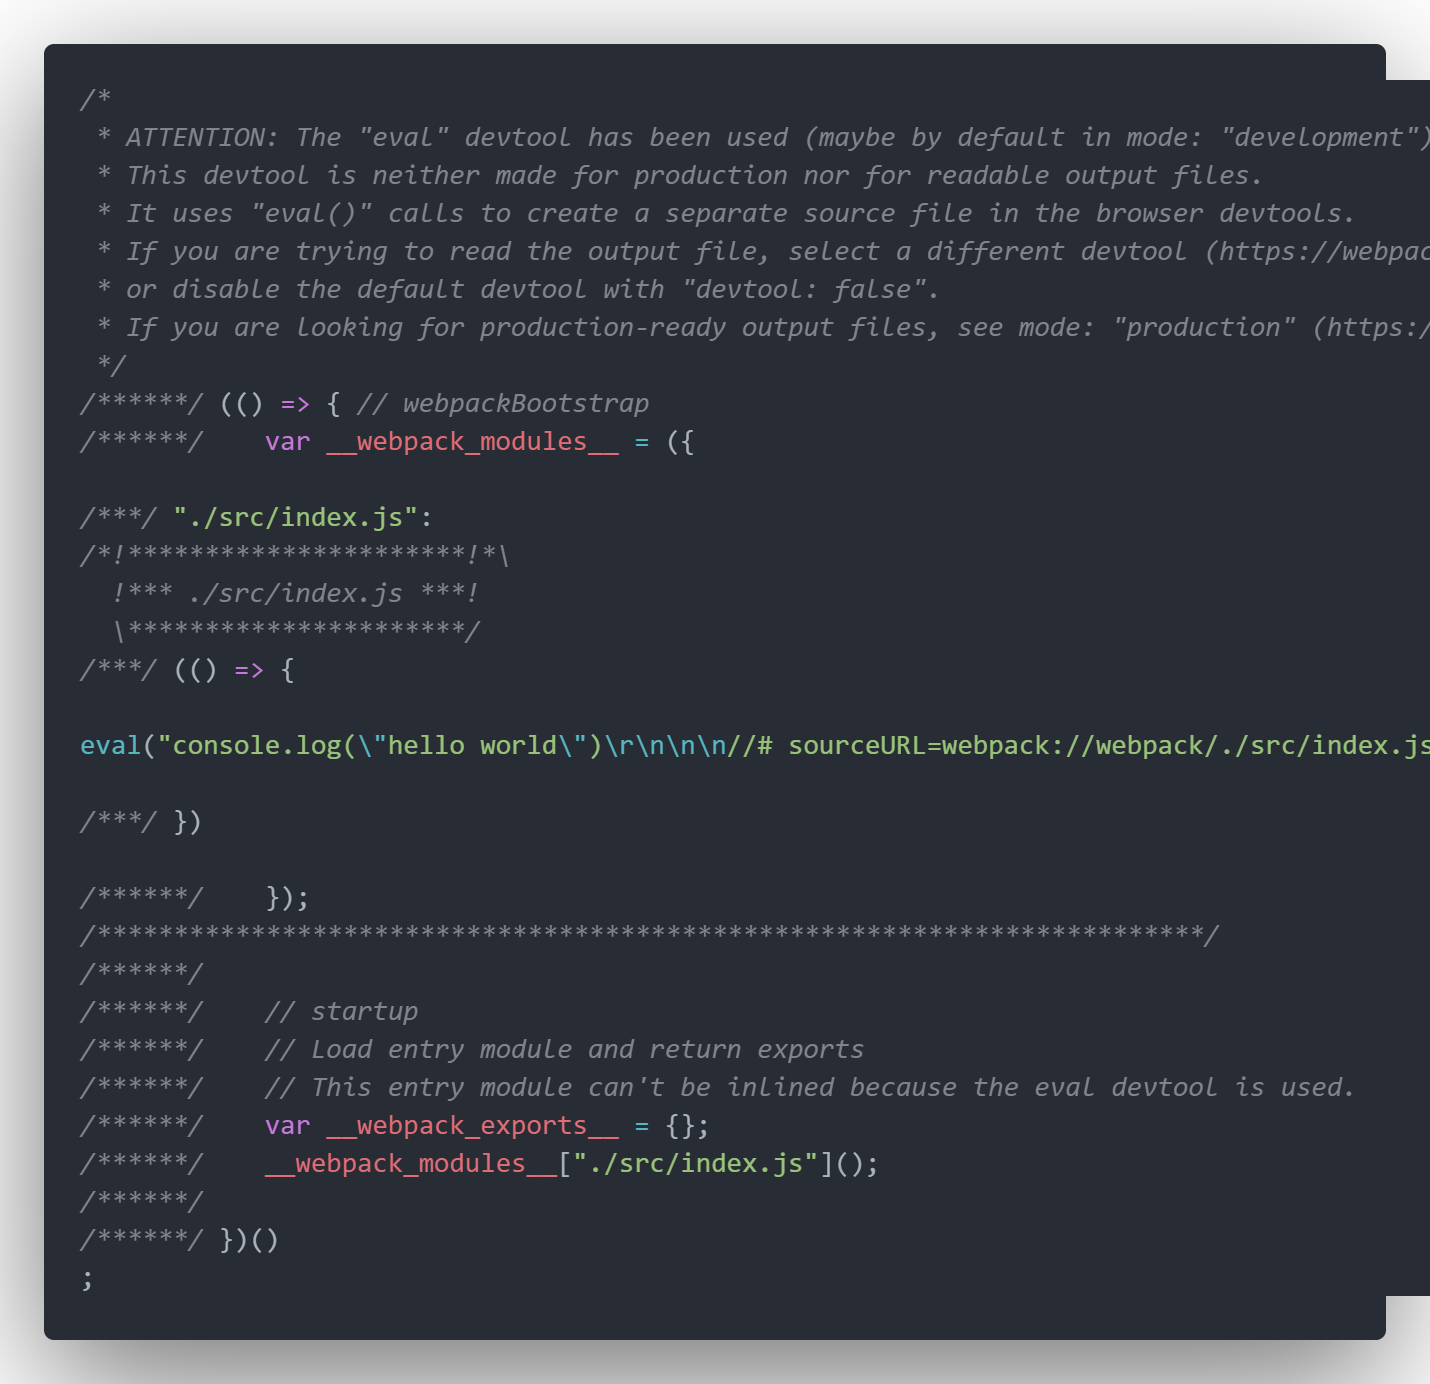 /*
 * ATTENTION: The "eval" devtool has been used (maybe by default in mode: "development")
 * This devtool is neither made for production nor for readable output files.
 * It uses "eval()" calls to create a separate source file in the browser devtools.
 * If you are trying to read the output file, select a different devtool (https://webpac
 * or disable the default devtool with "devtool: false".
 * If you are looking for production-ready output files, see mode: "production" (https:/
 */
/******/ (() => { // webpackBootstrap
/******/    var __webpack_modules__ = ({

/***/ "./src/index.js":
/*!**********************!*\
  !*** ./src/index.js ***!
  \**********************/
/***/ (() => {

eval("console.log(\"hello world\")\r\n\n\n//# sourceURL=webpack://webpack/./src/index.js

/***/ })

/******/    });
/************************************************************************/
/******/
/******/    // startup
/******/    // Load entry module and return exports
/******/    // This entry module can't be inlined because the eval devtool is used.
/******/    var __webpack_exports__ = {};
/******/    __webpack_modules__["./src/index.js"]();
/******/
/******/ })()
;